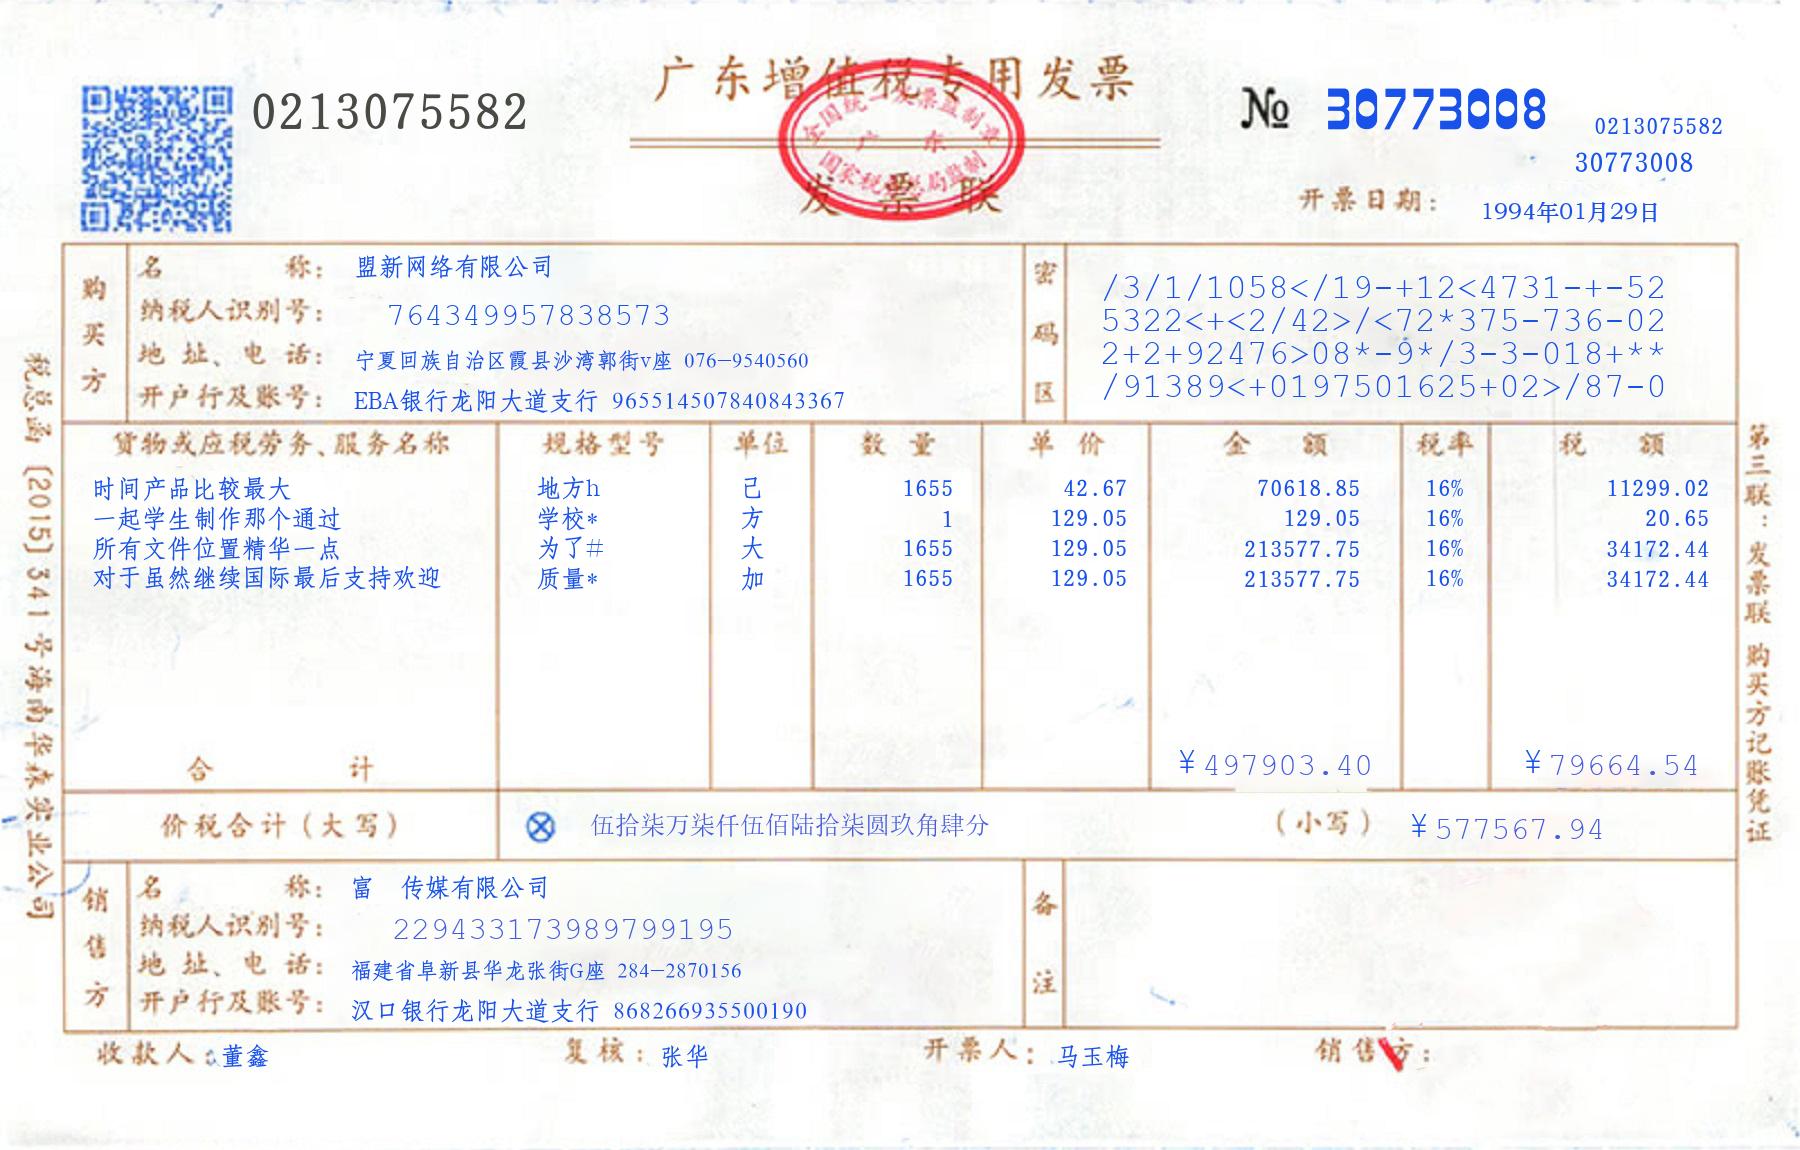 广东增值税专用发票
0213075582
全国统一发票监制章
广 东
国家税务总局监制
发 票 联
№ 30773008
0213075582
30773008
开票日期: 1994年01月29日
购买方
名 称: 盟新网络有限公司
纳税人识别号: 764349957838573
地 址、电 话: 宁夏回族自治区霞县沙湾郭街v座 076-9540560
开户行及账号: EBA银行龙阳大道支行 965514507840843367
密码区
/3/1/1058</19-+12<4731-+-52
5322<+<2/42>/<72*375-736-02
2+2+92476>08*-9*/3-3-018+**
/91389<+0197501625+02>/87-0
货物或应税劳务、服务名称 规格型号 单位 数 量 单 价 金 额 税率 税 额
时间产品比较最大 地方h 己 1655 42.67 70618.85 16% 11299.02
一起学生制作那个通过 学校* 方 1 129.05 129.05 16% 20.65
所有文件位置精华一点 为了# 大 1655 129.05 213577.75 16% 34172.44
对于虽然继续国际最后支持欢迎 质量* 加 1655 129.05 213577.75 16% 34172.44
合 计 ¥497903.40 ¥79664.54
价税合计(大写) ⊗ 伍拾柒万柒仟伍佰陆拾柒圆玖角肆分 (小写) ¥577567.94
销售方
名 称: 富 传媒有限公司
纳税人识别号: 229433173989799195
地 址、电 话: 福建省阜新县华龙张街G座 284-2870156
开户行及账号: 汉口银行龙阳大道支行 868266935500190
备注
收款人: 董鑫 复核: 张华 开票人: 马玉梅 销售方:
税总函〔2015〕341号海南华森实业公司
第三联:发票联 购买方记账凭证